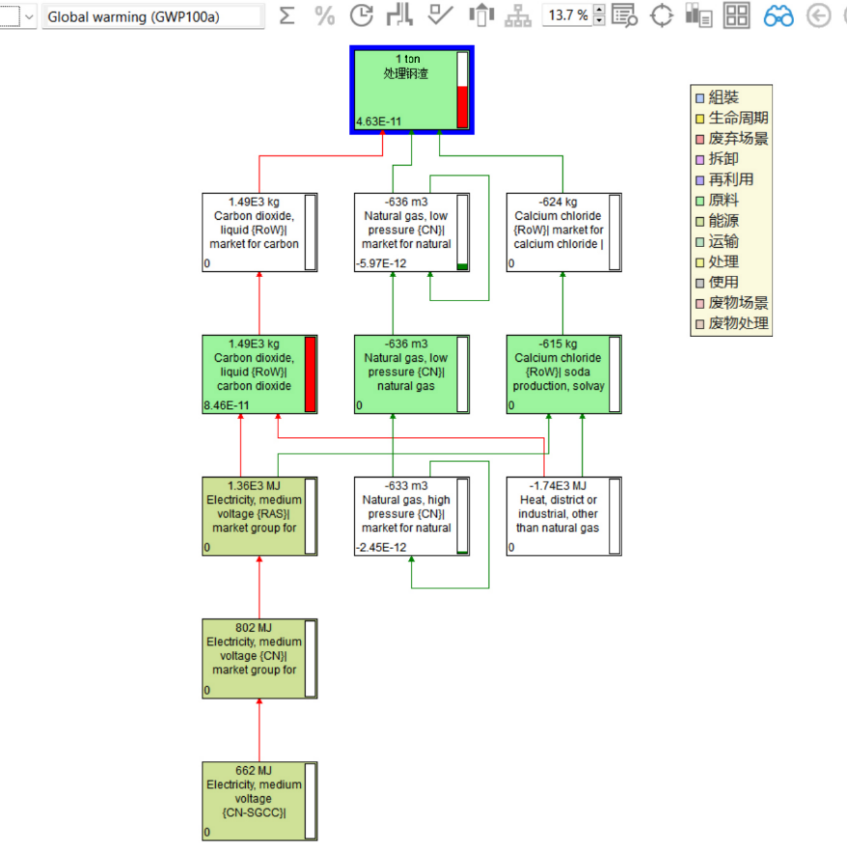 Global warming (GWP100a)
13.7 %
1 ton
处理钢渣
4.63E-11
組裝
生命周期
废弃场景
拆卸
再利用
原料
能源
运输
处理
使用
废物场景
废物处理
1.49E3 kg
Carbon dioxide,
liquid {RoW}|
market for carbon
0
-636 m3
Natural gas, low
pressure {CN}|
market for natural
-5.97E-12
-624 kg
Calcium chloride
{RoW}| market for
calcium chloride |
0
1.49E3 kg
Carbon dioxide,
liquid {RoW}|
carbon dioxide
8.46E-11
-636 m3
Natural gas, low
pressure {CN}|
natural gas
0
-615 kg
Calcium chloride
{RoW}| soda
production, solvay
0
1.36E3 MJ
Electricity, medium
voltage {RAS}|
market group for
0
-633 m3
Natural gas, high
pressure {CN}|
market for natural
-2.45E-12
-1.74E3 MJ
Heat, district or
industrial, other
than natural gas
0
802 MJ
Electricity, medium
voltage {CN}|
market group for
0
662 MJ
Electricity, medium
voltage
{CN-SGCC}|
0